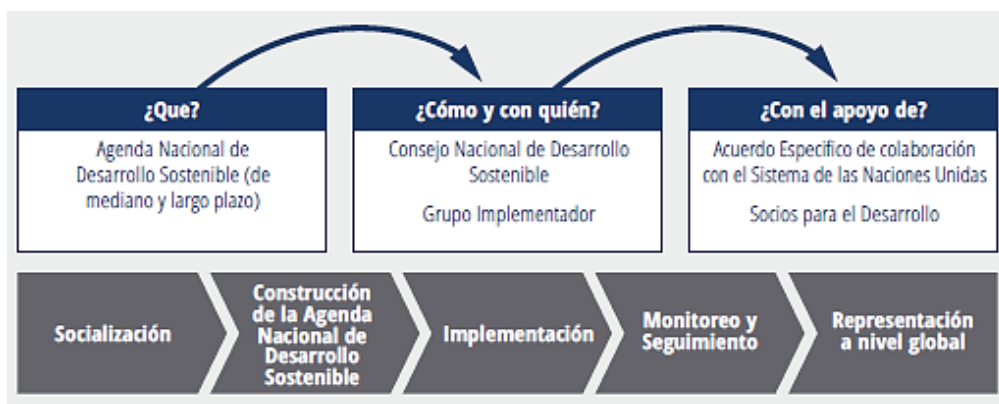 ¿Que?
Agenda Nacional de
Desarrollo Sostenible (de
mediano y largo plazo)
¿Cómo y con quién?
Consejo Nacional de Desarrollo
Sostenible
Grupo Implementador
¿Con el apoyo de?
Acuerdo Específico de colaboración
con el Sistema de las Naciones Unidas
Socios para el Desarrollo
Socialización
Construcción
de la Agenda
Nacional de
Desarrollo
Sostenible
Implementación
Monitoreo y
Seguimiento
Representación
a nivel global